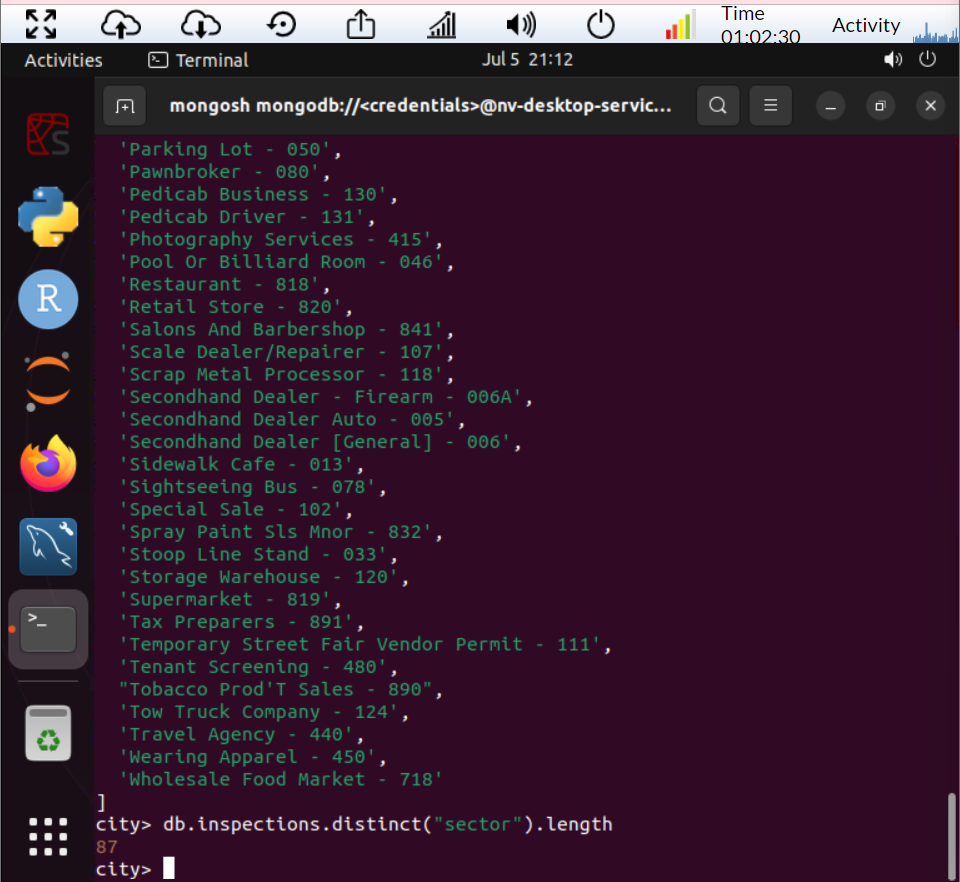 Time
01:02:30
Activity
Activities
Terminal
Jul 5 21:12
mongosh mongodb://<credentials>@nv-desktop-servic...
'Parking Lot - 050',
'Pawnbroker - 080',
'Pedicab Business - 130',
'Pedicab Driver - 131',
'Photography Services - 415',
'Pool Or Billiard Room - 046',
'Restaurant - 818',
'Retail Store - 820',
'Salons And Barbershop - 841',
'Scale Dealer/Repairer - 107',
'Scrap Metal Processor - 118',
'Secondhand Dealer - Firearm - 006A',
'Secondhand Dealer Auto - 005',
'Secondhand Dealer [General] - 006',
'Sidewalk Cafe - 013',
'Sightseeing Bus - 078',
'Special Sale - 102',
'Spray Paint Sls Mnor - 832',
'Stoop Line Stand - 033',
'Storage Warehouse - 120',
'Supermarket - 819',
'Tax Preparers - 891',
'Temporary Street Fair Vendor Permit - 111',
'Tenant Screening - 480',
"Tobacco Prod'T Sales - 890",
'Tow Truck Company - 124',
'Travel Agency - 440',
'Wearing Apparel - 450',
'Wholesale Food Market - 718'
]
city> db.inspections.distinct("sector").length
87
city>
S
R
>_